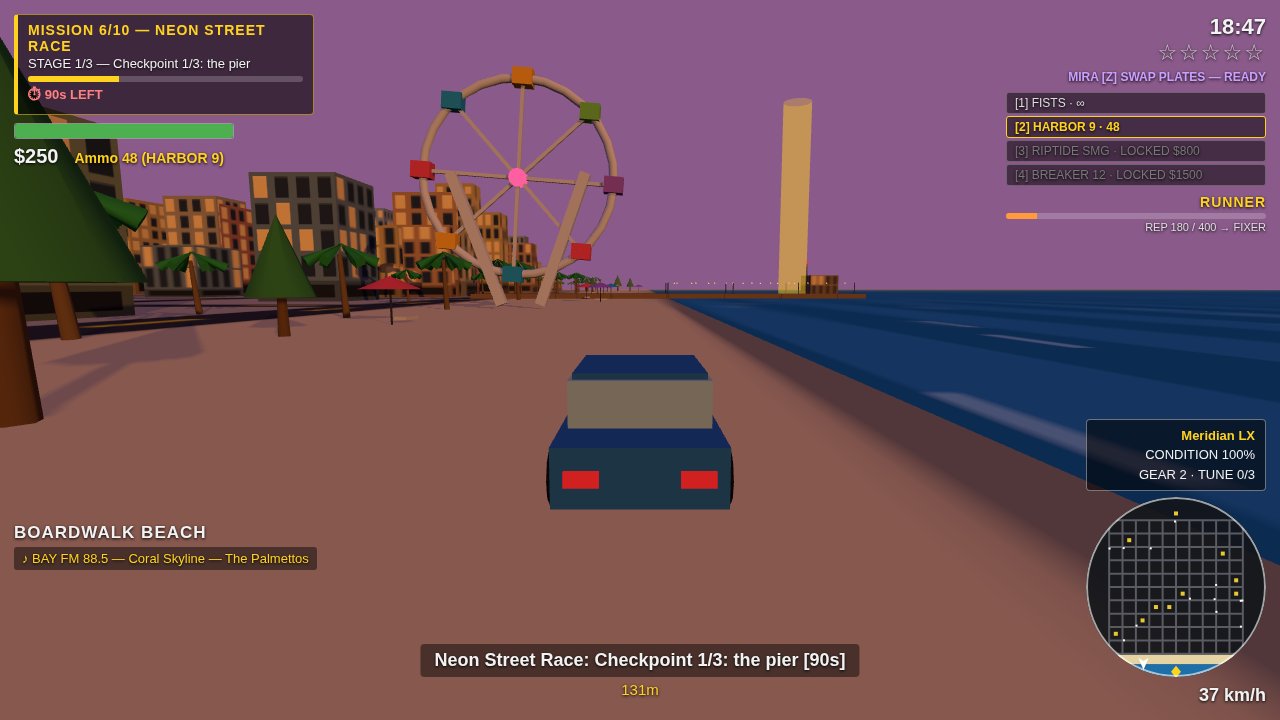 MISSION 6/10 — NEON STREET
RACE
STAGE 1/3 — Checkpoint 1/3: the pier
⏱ 90s LEFT
$250 Ammo 48 (HARBOR 9)
18:47
☆☆☆☆☆
MIRA [Z] SWAP PLATES — READY
[1] FISTS · ∞
[2] HARBOR 9 · 48
[3] RIPTIDE SMG · LOCKED $800
[4] BREAKER 12 · LOCKED $1500
RUNNER
REP 180 / 400 → FIXER
Meridian LX
CONDITION 100%
GEAR 2 · TUNE 0/3
BOARDWALK BEACH
♪ BAY FM 88.5 — Coral Skyline — The Palmettos
Neon Street Race: Checkpoint 1/3: the pier [90s]
131m
37 km/h